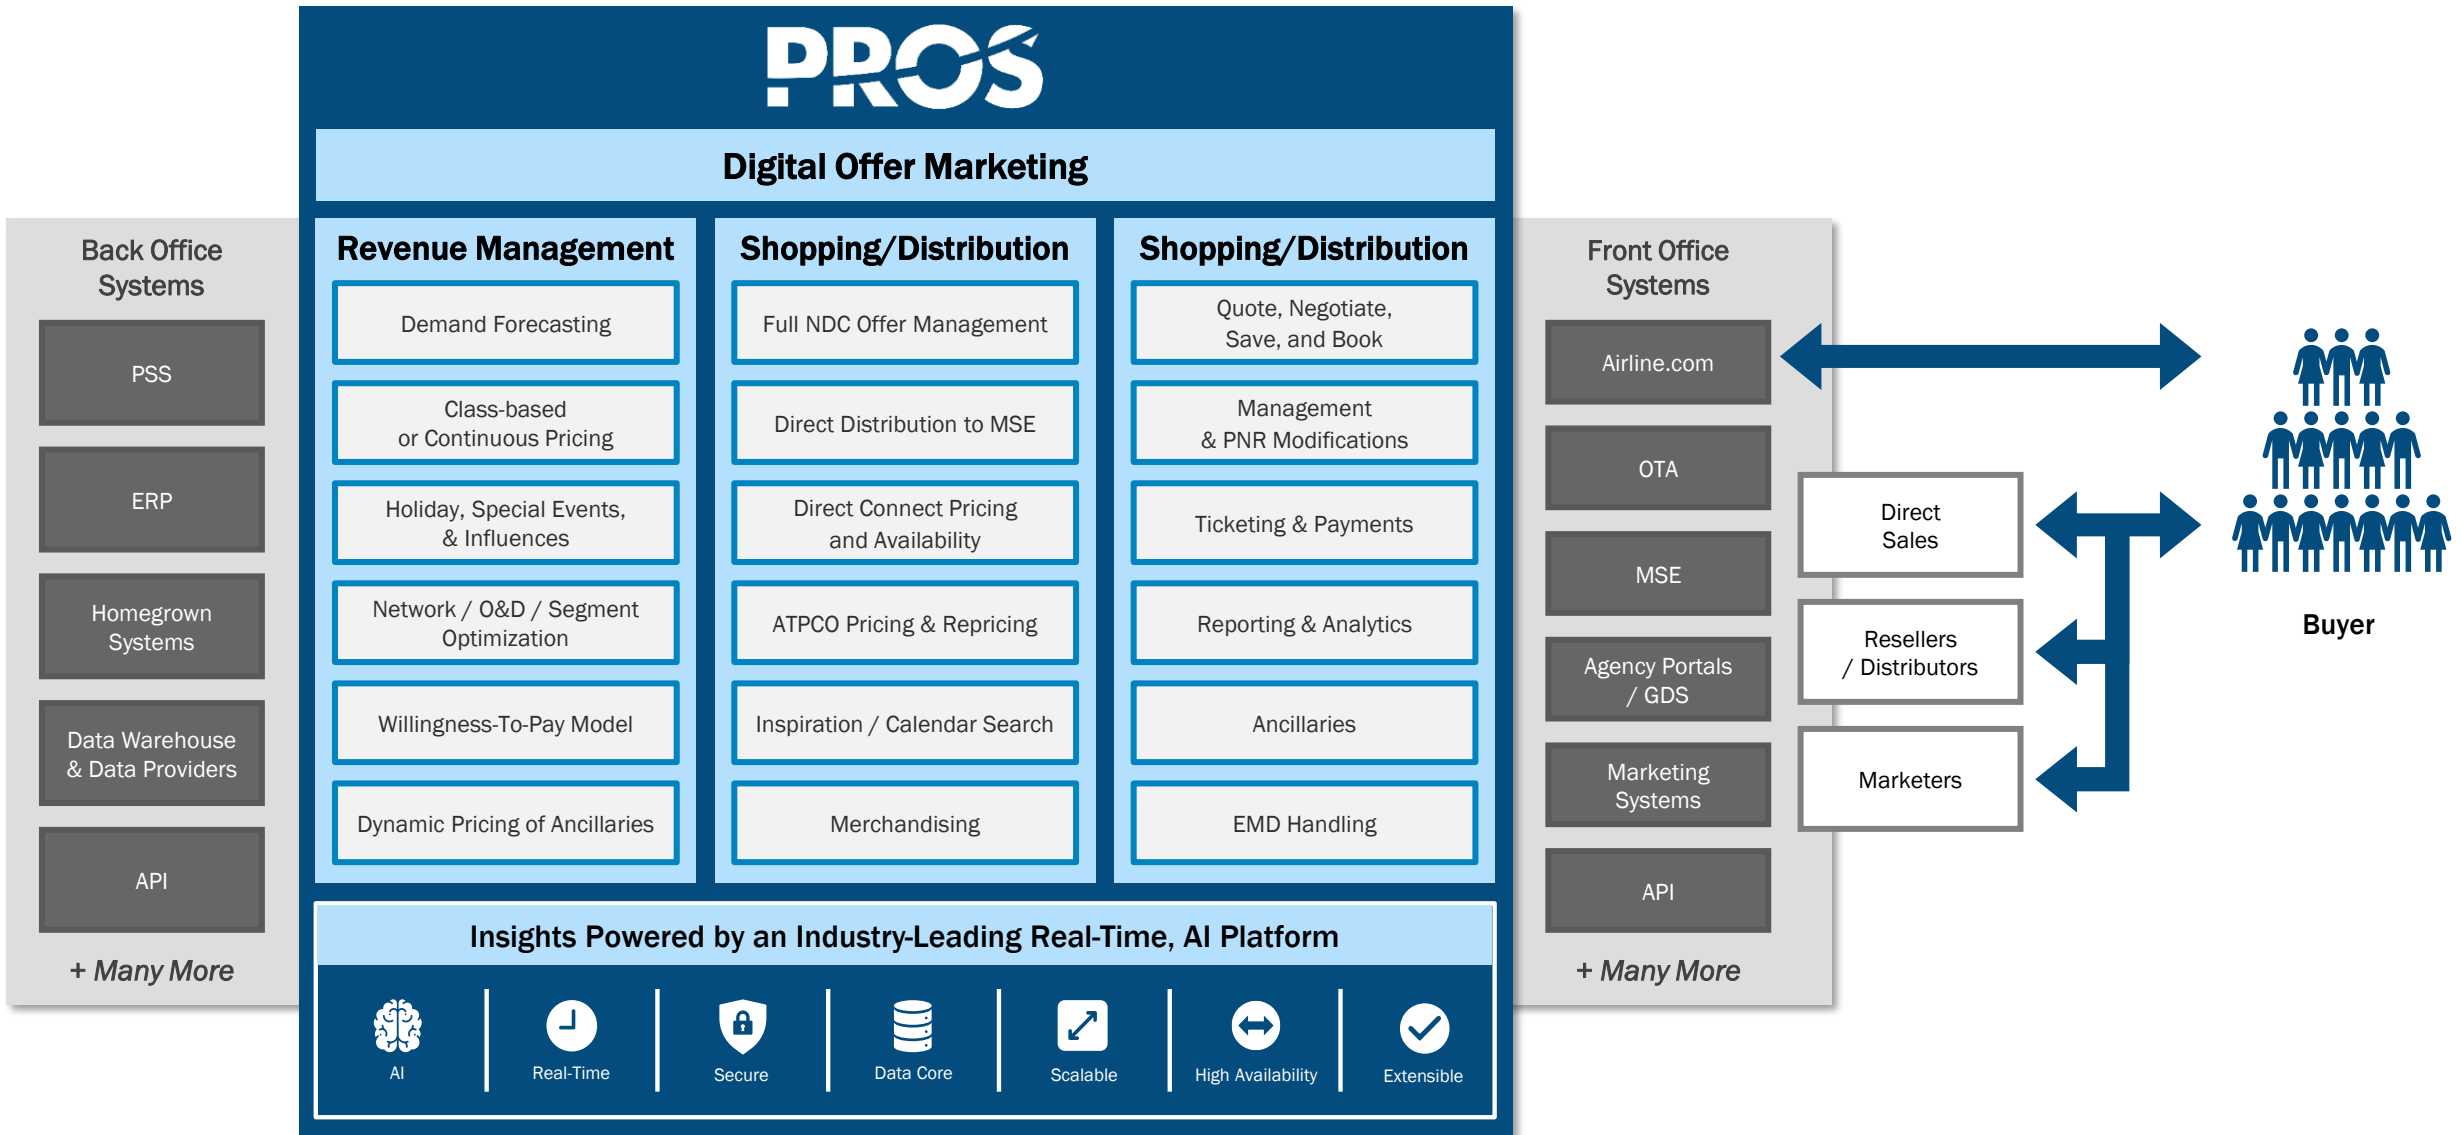 PROS
Digital Offer Marketing
Back Office
Systems
PSS
ERP
Homegrown
Systems
Data Warehouse
& Data Providers
API
+ Many More
Revenue Management
Demand Forecasting
Class-based
or Continuous Pricing
Holiday, Special Events,
& Influences
Network / O&D / Segment
Optimization
Willingness-To-Pay Model
Dynamic Pricing of Ancillaries
Shopping/Distribution
Full NDC Offer Management
Direct Distribution to MSE
Direct Connect Pricing
and Availability
ATPCO Pricing & Repricing
Inspiration / Calendar Search
Merchandising
Shopping/Distribution
Quote, Negotiate,
Save, and Book
Management
& PNR Modifications
Ticketing & Payments
Reporting & Analytics
Ancillaries
EMD Handling
Front Office
Systems
Airline.com
OTA
MSE
Agency Portals
/ GDS
Marketing
Systems
API
+ Many More
Direct
Sales
Resellers
/ Distributors
Marketers
Buyer
Insights Powered by an Industry-Leading Real-Time, AI Platform
AI
Real-Time
Secure
Data Core
Scalable
High Availability
Extensible